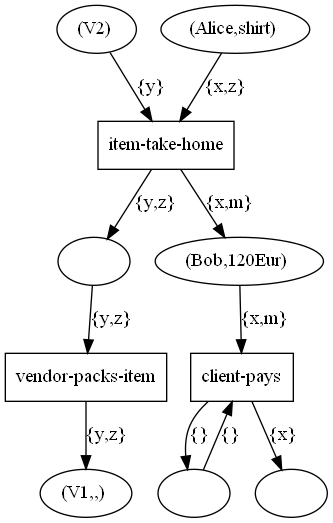 (V2)
(Alice,shirt)
{y}
{x,z}
item-take-home
{y,z}
{x,m}
(Bob,120Eur)
{y,z}
{x,m}
vendor-packs-item
client-pays
{y,z}
{}
{}
{x}
(V1,,)